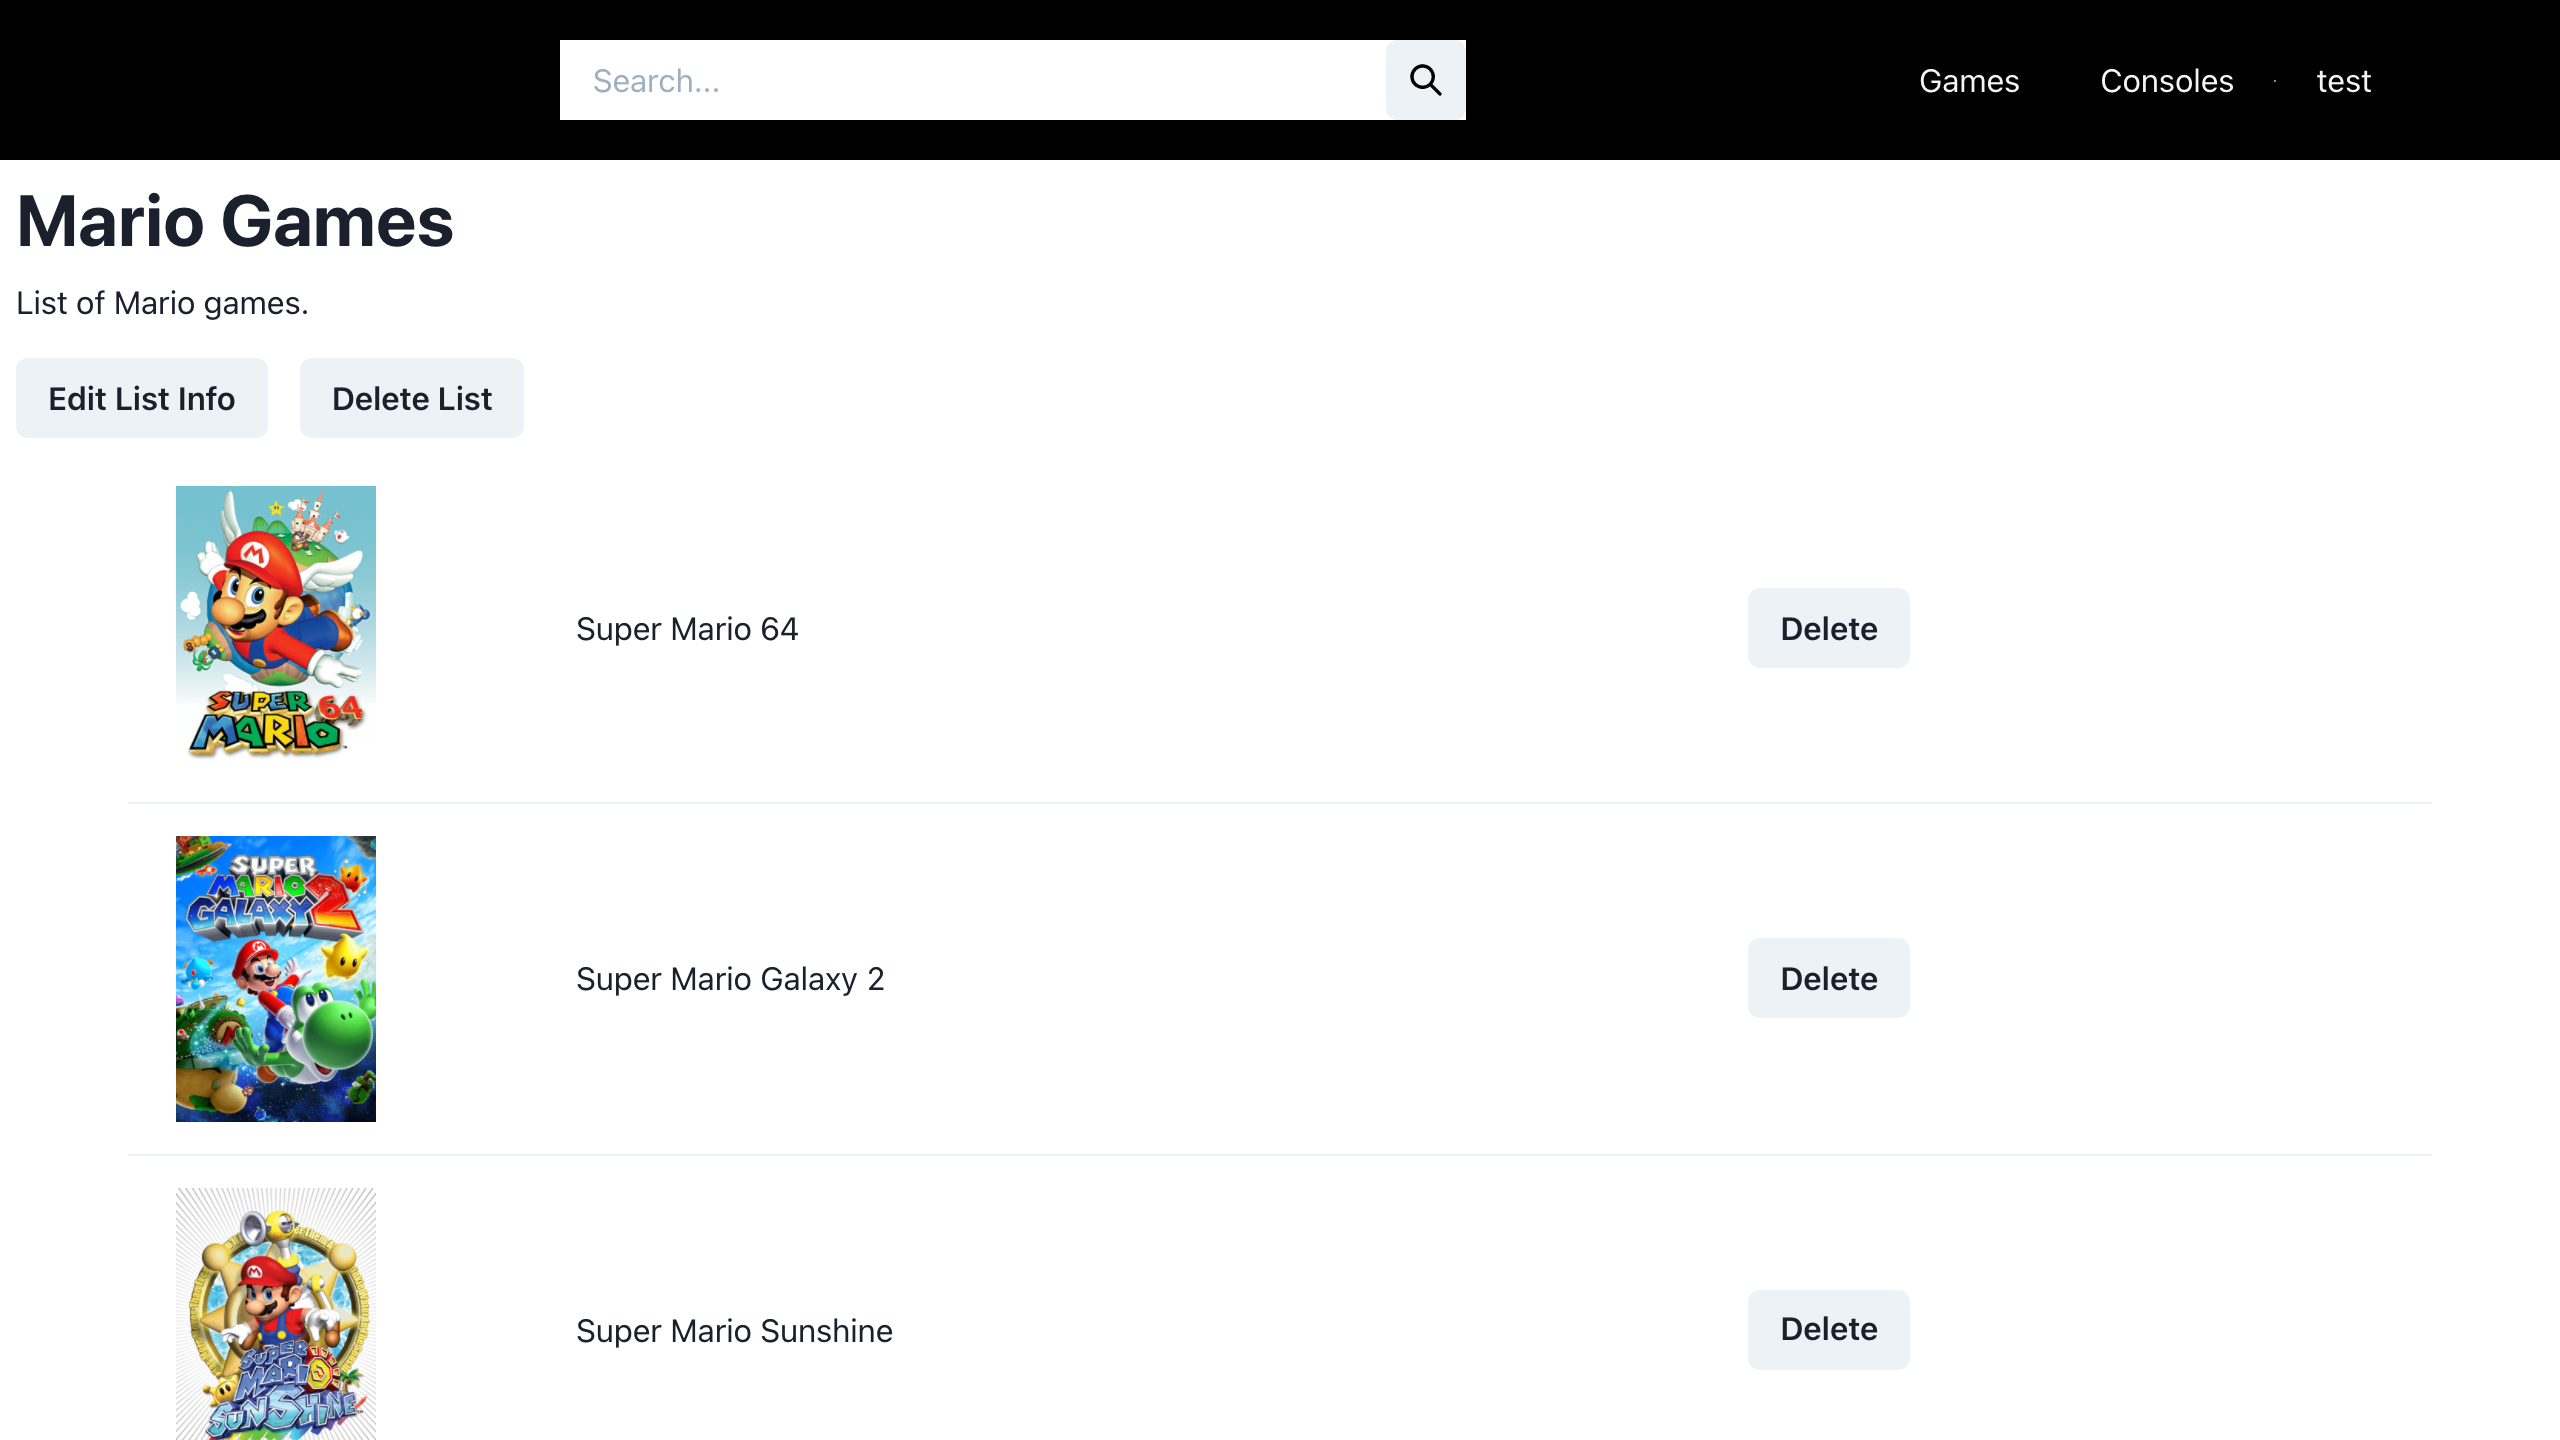 Search...
Games
Consoles
·
test
Mario Games
List of Mario games.
Edit List Info
Delete List
SUPER
MARIO 64
Super Mario 64
Delete
SUPER
MARIO
GALAXY 2
Super Mario Galaxy 2
Delete
SUPER
MARIO
SUNSHINE
Super Mario Sunshine
Delete